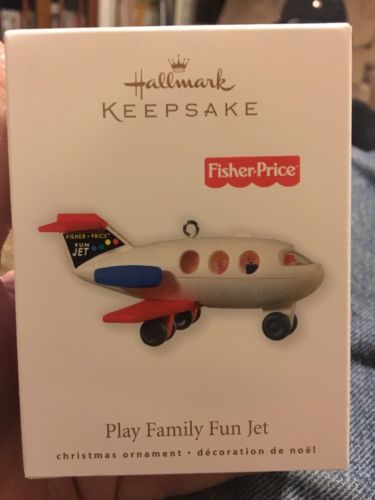 Hallmark
KEEPSAKE
Fisher-Price
FISHER • PRICE
FUN
JET
Play Family Fun Jet
christmas ornament • décoration de noël